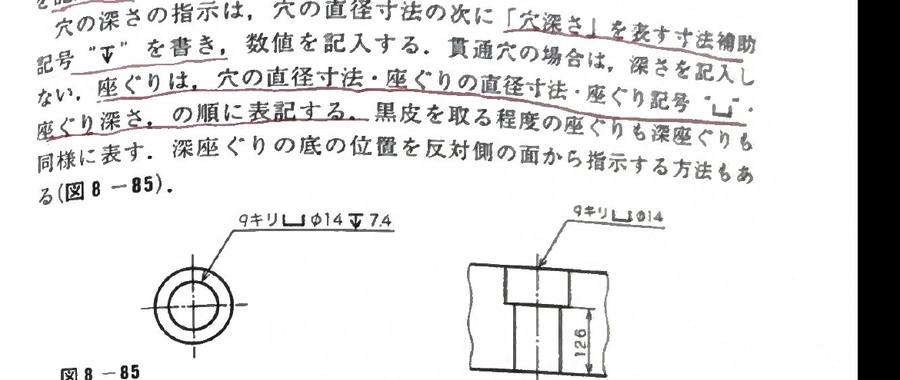 穴の深さの指示は，穴の直径寸法の次に「穴深さ」を表す寸法補助
記号“↧”を書き，数値を記入する．貫通穴の場合は，深さを記入し
ない．座ぐりは，穴の直径寸法・座ぐりの直径寸法・座ぐり記号“⌴”・
座ぐり深さ，の順に表記する．黒皮を取る程度の座ぐりも深座ぐりも
同様に表す．深座ぐりの底の位置を反対側の面から指示する方法もあ
る(図8－85)．
9キリ⌴φ14↧7.4
9キリ⌴φ14
12.6
図8－85